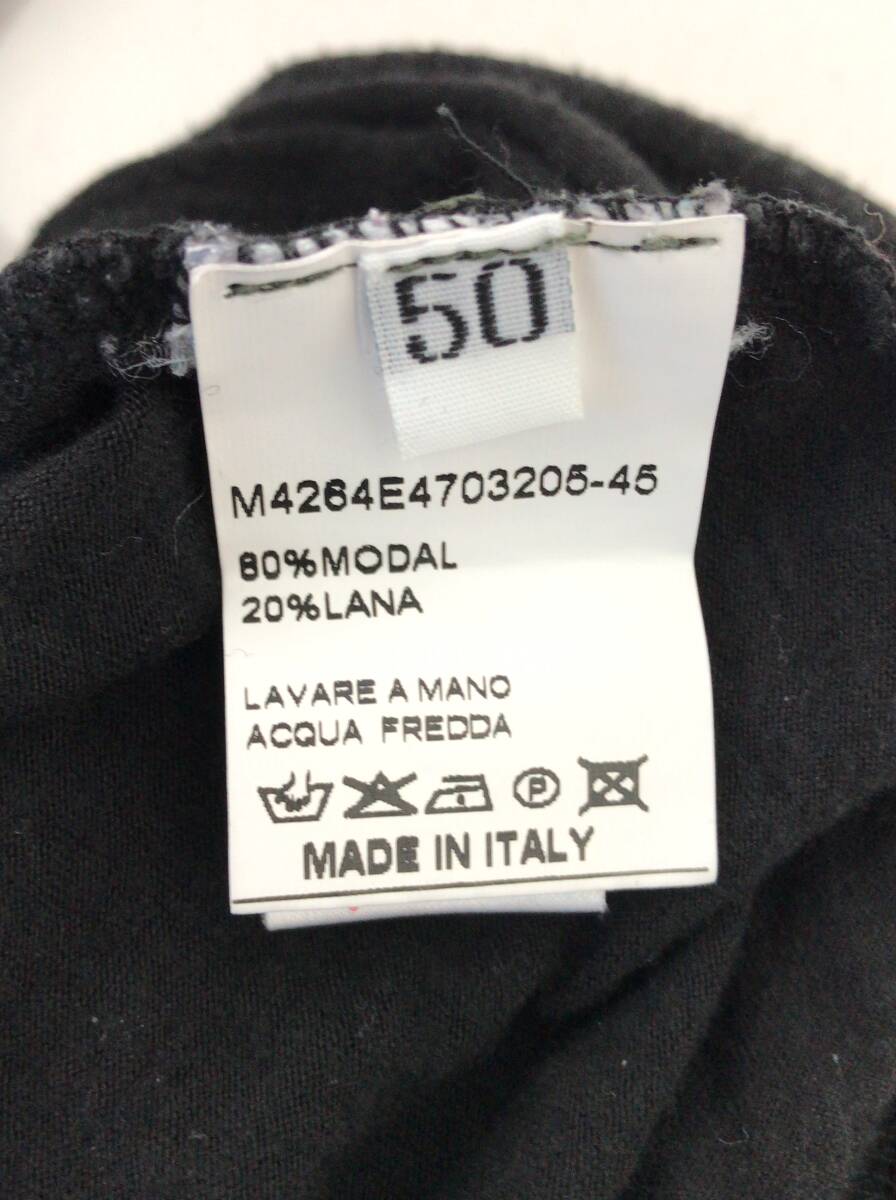 50
M4264E4703205-45
80%MODAL
20%LANA
LAVARE A MANO
ACQUA FREDDA
P
MADE IN ITALY